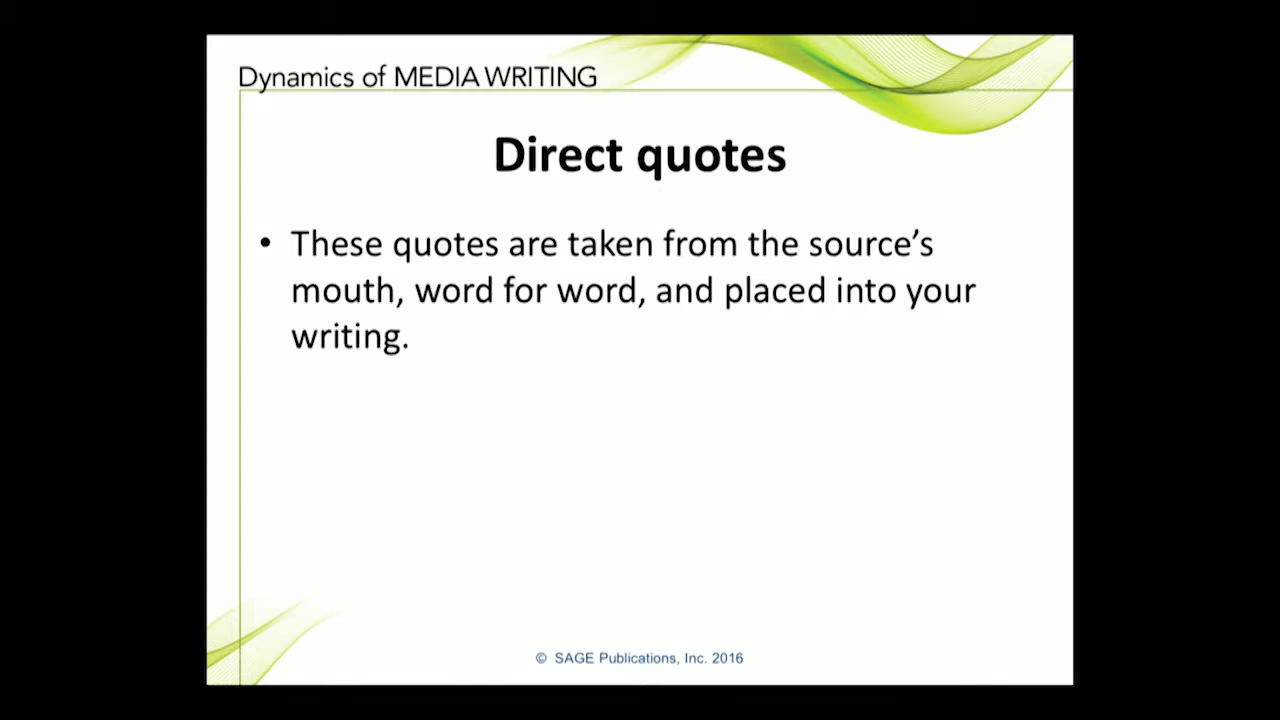 Dynamics of MEDIA WRITING
Direct quotes
• These quotes are taken from the source’s
mouth, word for word, and placed into your
writing.
© SAGE Publications, Inc. 2016